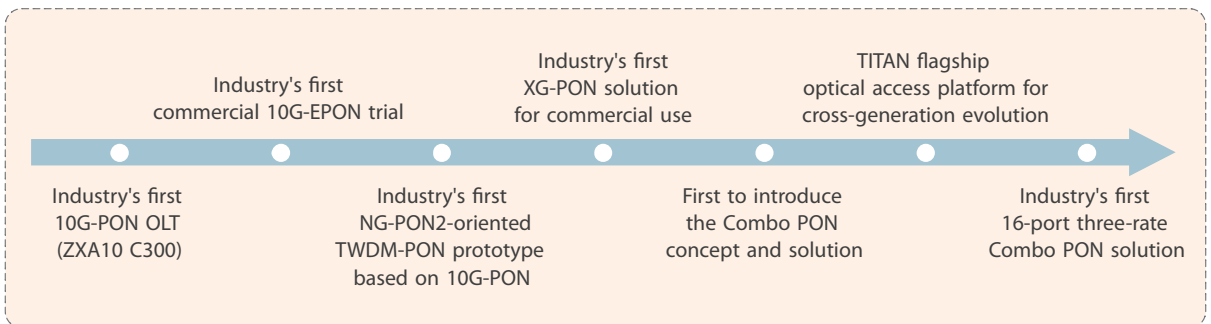 Industry's first
commercial 10G-EPON trial
Industry's first
XG-PON solution
for commercial use
TITAN flagship
optical access platform for
cross-generation evolution
Industry's first
10G-PON OLT
(ZXA10 C300)
Industry's first
NG-PON2-oriented
TWDM-PON prototype
based on 10G-PON
First to introduce
the Combo PON
concept and solution
Industry's first
16-port three-rate
Combo PON solution